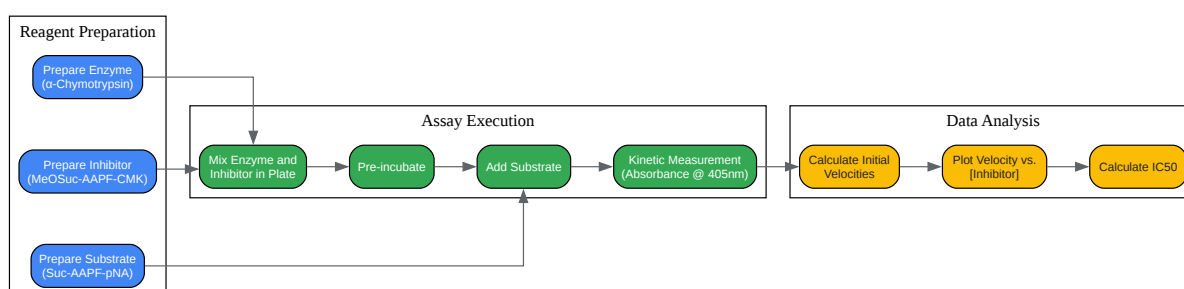 Reagent Preparation
Prepare Enzyme
(α-Chymotrypsin)
Prepare Inhibitor
(MeOSuc-AAPF-CMK)
Prepare Substrate
(Suc-AAPF-pNA)
Assay Execution
Mix Enzyme and
Inhibitor in Plate
Pre-incubate
Add Substrate
Kinetic Measurement
(Absorbance @ 405nm)
Data Analysis
Calculate Initial
Velocities
Plot Velocity vs.
[Inhibitor]
Calculate IC50